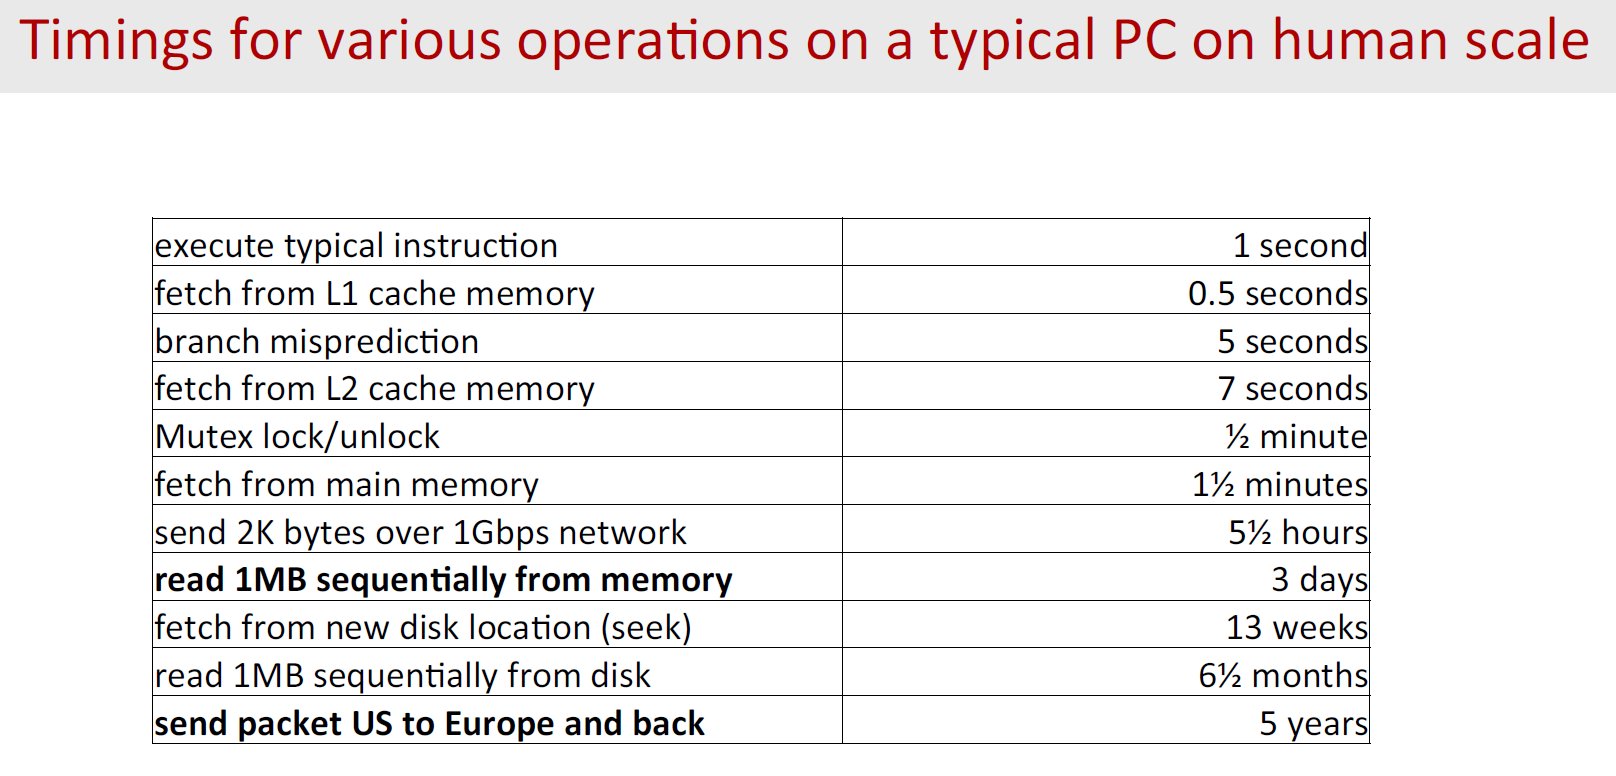 Timings for various operations on a typical PC on human scale
execute typical instruction 1 second
fetch from L1 cache memory 0.5 seconds
branch misprediction 5 seconds
fetch from L2 cache memory 7 seconds
Mutex lock/unlock ½ minute
fetch from main memory 1½ minutes
send 2K bytes over 1Gbps network 5½ hours
read 1MB sequentially from memory 3 days
fetch from new disk location (seek) 13 weeks
read 1MB sequentially from disk 6½ months
send packet US to Europe and back 5 years